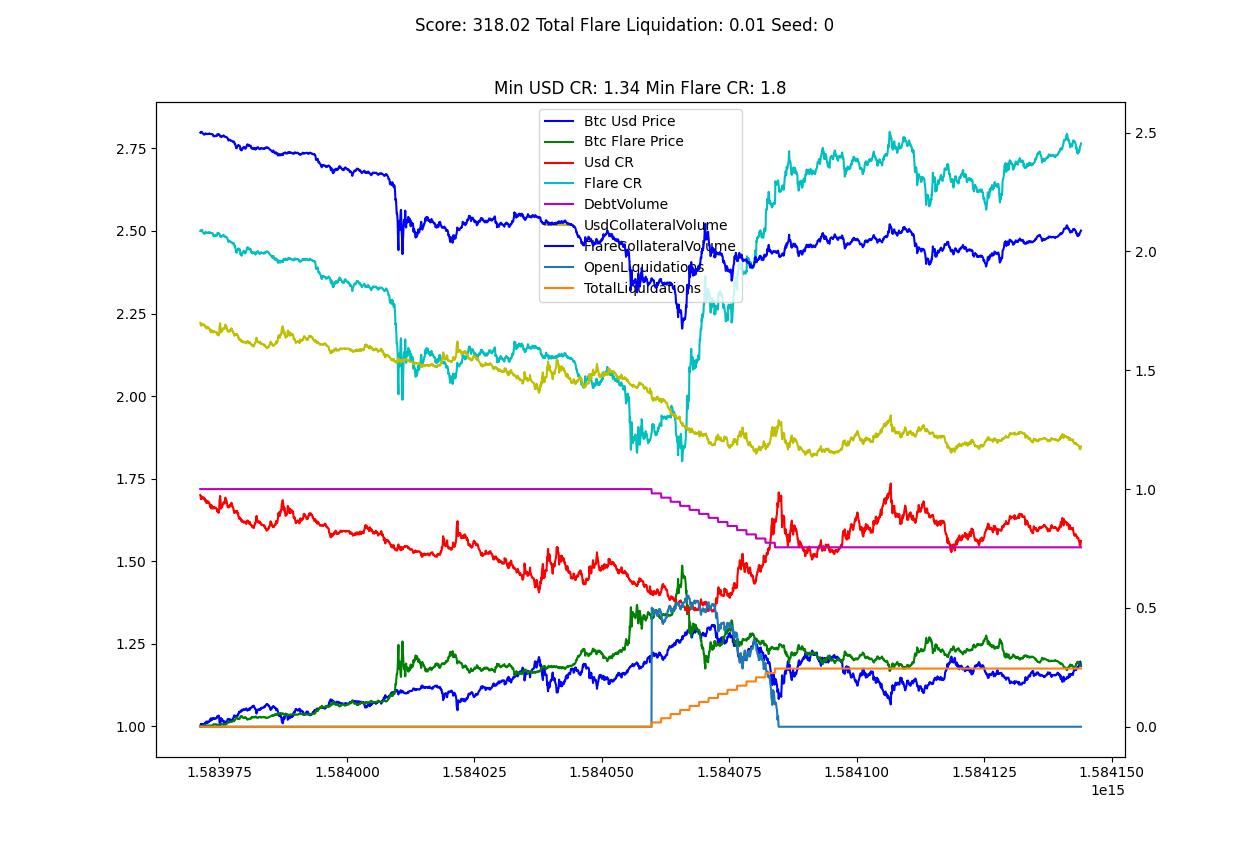 Score: 318.02 Total Flare Liquidation: 0.01 Seed: 0
Min USD CR: 1.34 Min Flare CR: 1.8
Btc Usd Price
Btc Flare Price
Usd CR
Flare CR
DebtVolume
UsdCollateralVolume
FlareCollateralVolume
OpenLiquidations
TotalLiquidations
2.75
2.50
2.25
2.00
1.75
1.50
1.25
1.00
2.5
2.0
1.5
1.0
0.5
0.0
1.583975 1.584000 1.584025 1.584050 1.584075 1.584100 1.584125 1.584150
1e15